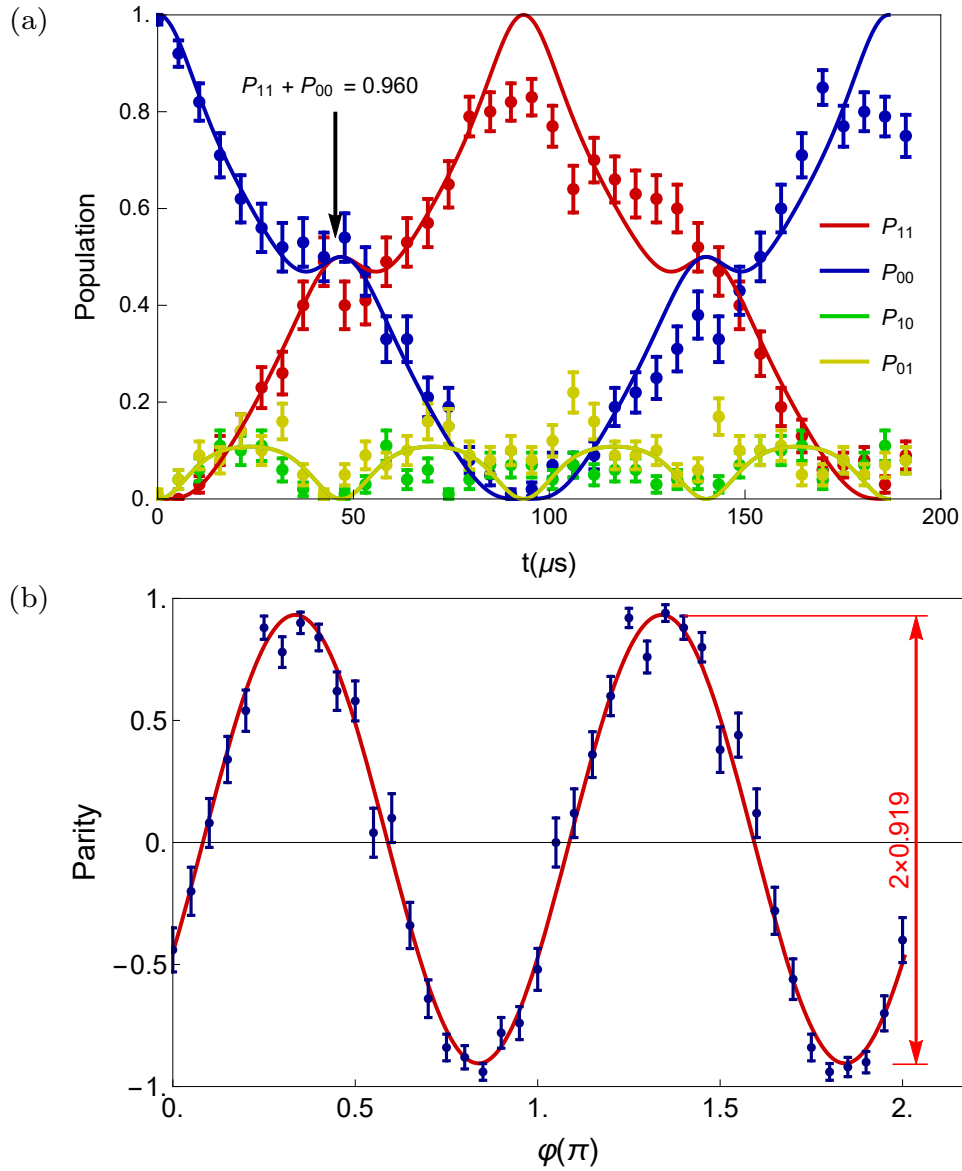 (a)
1.
0.8
0.6
0.4
0.2
0.
Population
P₁₁ + P₀₀ = 0.960
P₁₁
P₀₀
P₁₀
P₀₁
0 50 100 150 200
t(μs)
(b)
1.
0.5
0.
−0.5
−1.
Parity
2×0.919
0. 0.5 1. 1.5 2.
φ(π)